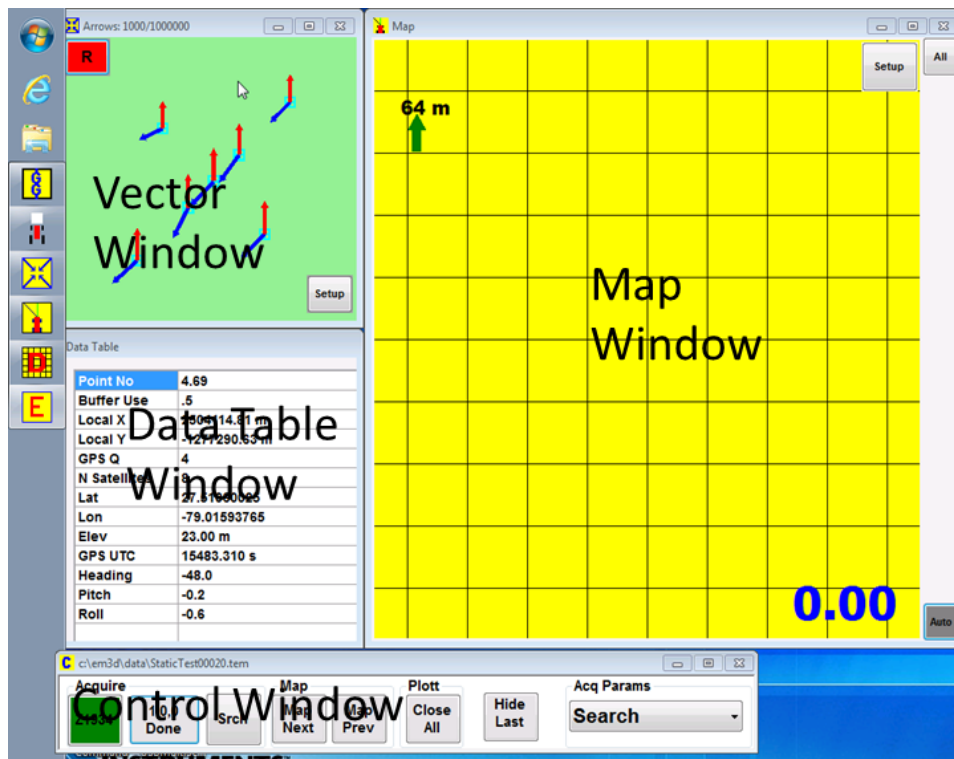 Arrows: 1000/1000000
R
Vector
Window
Setup
Map
Setup
All
64 m
Map
Window
0.00
Auto
Data Table
Point No 4.69
Buffer Use .5
Local X
Local Y
GPS Q 4
N Satellites 8
Lat
Lon -79.01593765
Elev 23.00 m
GPS UTC 15483.310 s
Heading -48.0
Pitch -0.2
Roll -0.6
Data Table
Window
G
G
D
E
C c:\em3d\data\StaticTest00020.tem
Acquire Map Plott Acq Params
Control Window
Done
Srch
Map
Next
Map
Prev
Close
All
Hide
Last
Search